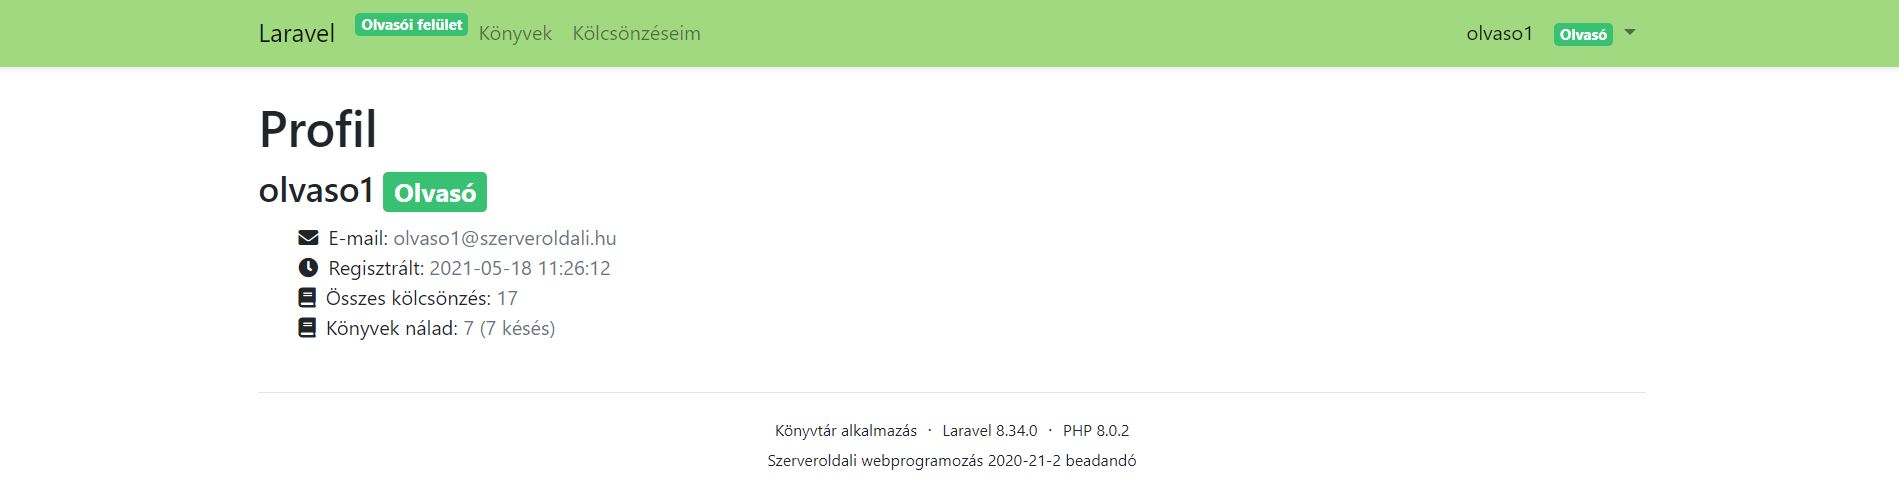 Laravel Olvasói felület Könyvek Kölcsönzéseim olvaso1 Olvasó
Profil
olvaso1 Olvasó
E-mail: olvaso1@szerveroldali.hu
Regisztrált: 2021-05-18 11:26:12
Összes kölcsönzés: 17
Könyvek nálad: 7 (7 késés)
Könyvtár alkalmazás · Laravel 8.34.0 · PHP 8.0.2
Szerveroldali webprogramozás 2020-21-2 beadandó